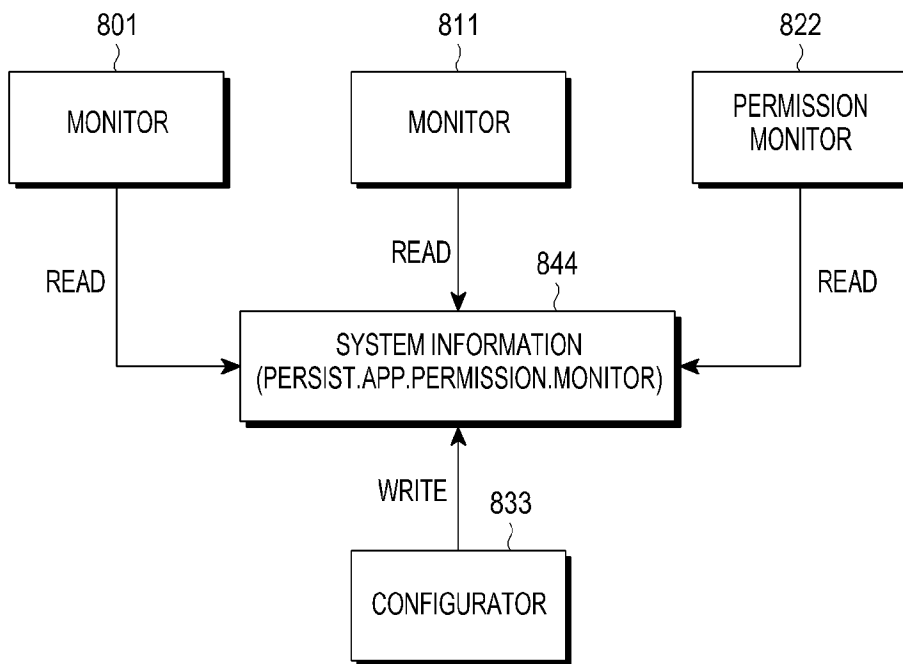 801
811
822
MONITOR
MONITOR
PERMISSION
MONITOR
READ
READ
READ
844
SYSTEM INFORMATION
(PERSIST.APP.PERMISSION.MONITOR)
WRITE
833
CONFIGURATOR